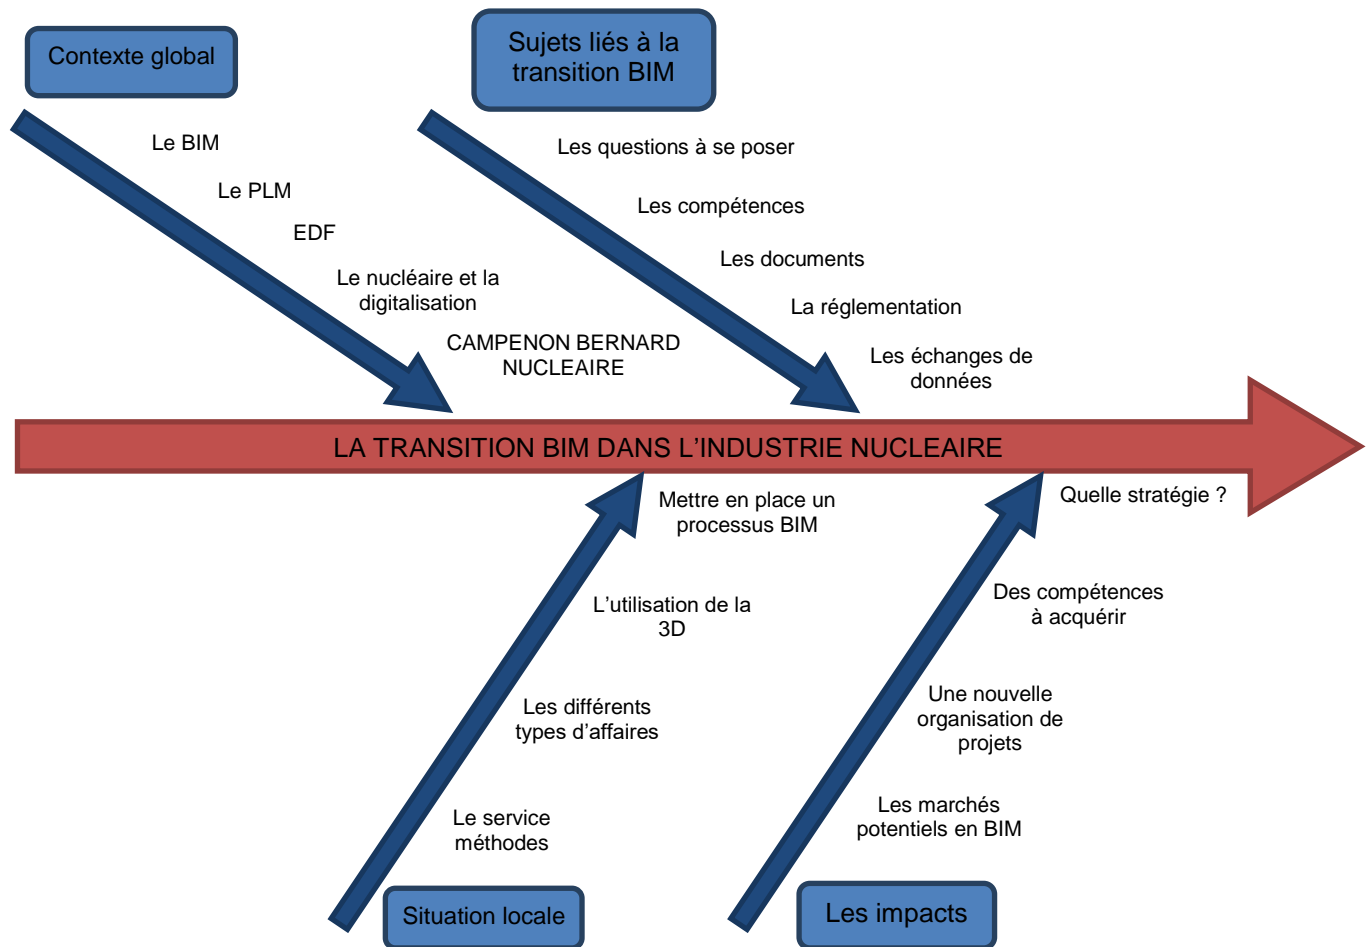 Contexte global
Sujets liés à la
transition BIM
Le BIM
Le PLM
EDF
Le nucléaire et la
digitalisation
CAMPENON BERNARD
NUCLEAIRE
Les questions à se poser
Les compétences
Les documents
La réglementation
Les échanges de
données
LA TRANSITION BIM DANS L’INDUSTRIE NUCLEAIRE
Mettre en place un
processus BIM
L’utilisation de la
3D
Les différents
types d’affaires
Le service
méthodes
Situation locale
Quelle stratégie ?
Des compétences
à acquérir
Une nouvelle
organisation de
projets
Les marchés
potentiels en BIM
Les impacts